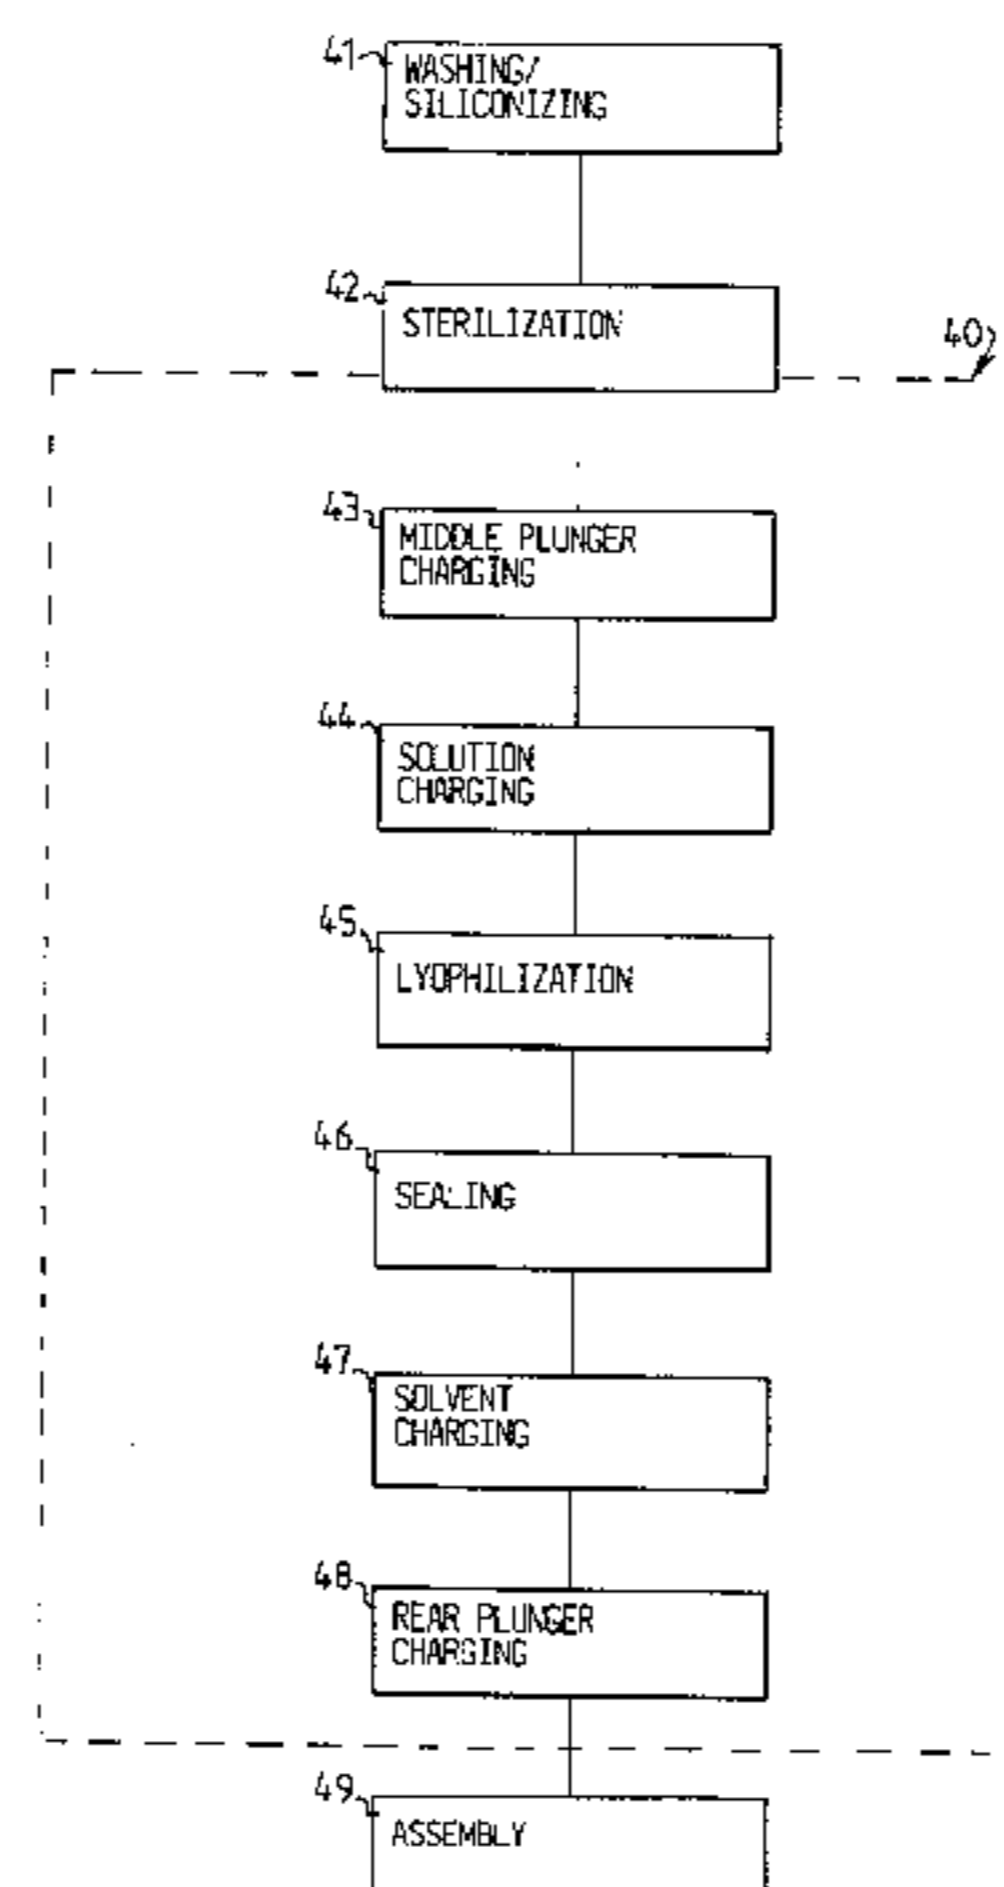 41
WASHING/
SILICONIZING
42
STERILIZATION
40
43
MIDDLE PLUNGER
CHARGING
44
SOLUTION
CHARGING
45
LYOPHILIZATION
46
SEALING
47
SOLVENT
CHARGING
48
REAR PLUNGER
CHARGING
49
ASSEMBLY